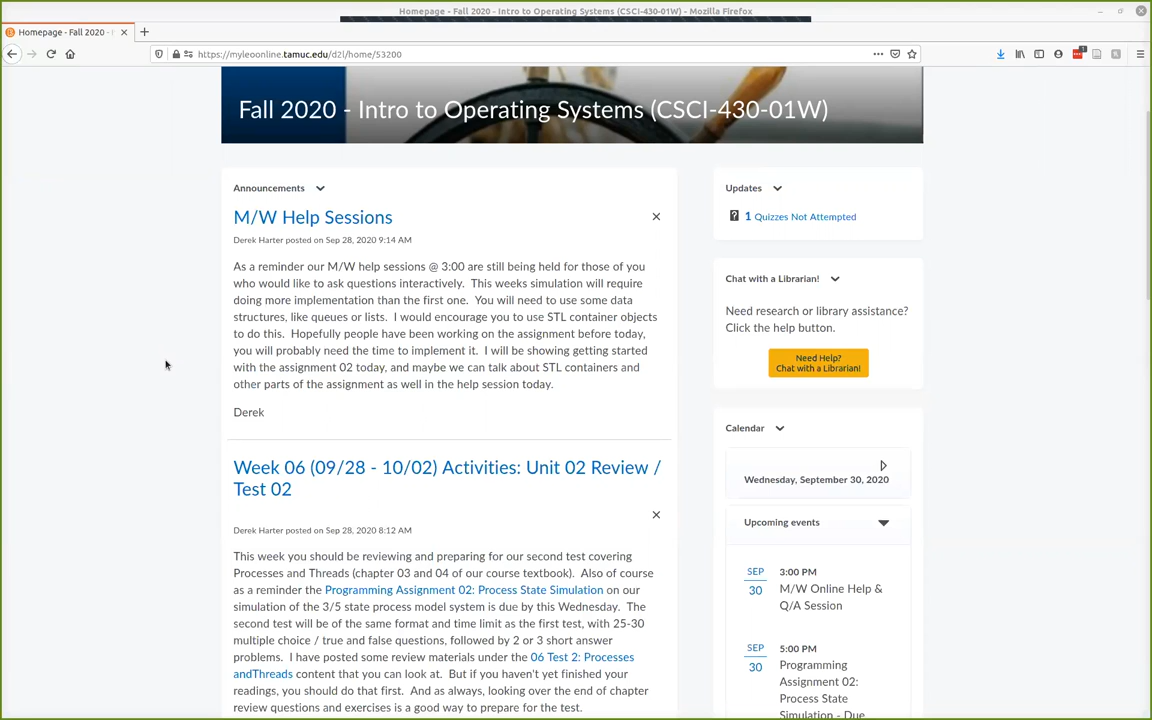 Homepage - Fall 2020 - Intro to Operating Systems (CSCI-430-01W) - Mozilla Firefox
Homepage - Fall 2020 -
https://myleoonline.tamuc.edu/d2l/home/53200
Fall 2020 - Intro to Operating Systems (CSCI-430-01W)
Announcements
M/W Help Sessions
Derek Harter posted on Sep 28, 2020 9:14 AM
As a reminder our M/W help sessions @ 3:00 are still being held for those of you
who would like to ask questions interactively. This weeks simulation will require
doing more implementation than the first one. You will need to use some data
structures, like queues or lists. I would encourage you to use STL container objects
to do this. Hopefully people have been working on the assignment before today,
you will probably need the time to implement it. I will be showing getting started
with the assignment 02 today, and maybe we can talk about STL containers and
other parts of the assignment as well in the help session today.
Derek
Week 06 (09/28 - 10/02) Activities: Unit 02 Review /
Test 02
Derek Harter posted on Sep 28, 2020 8:12 AM
This week you should be reviewing and preparing for our second test covering
Processes and Threads (chapter 03 and 04 of our course textbook). Also of course
as a reminder the Programming Assignment 02: Process State Simulation on our
simulation of the 3/5 state process model system is due by this Wednesday. The
second test will be of the same format and time limit as the first test, with 25-30
multiple choice / true and false questions, followed by 2 or 3 short answer
problems. I have posted some review materials under the 06 Test 2: Processes
andThreads content that you can look at. But if you haven't yet finished your
readings, you should do that first. And as always, looking over the end of chapter
review questions and exercises is a good way to prepare for the test.
Updates
1 Quizzes Not Attempted
Chat with a Librarian!
Need research or library assistance?
Click the help button.
Need Help?
Chat with a Librarian!
Calendar
Wednesday, September 30, 2020
Upcoming events
SEP
30
3:00 PM
M/W Online Help &
Q/A Session
SEP
30
5:00 PM
Programming
Assignment 02:
Process State
Simulation - Due